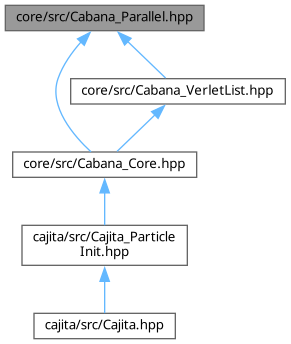 core/src/Cabana_Parallel.hpp
core/src/Cabana_VerletList.hpp
core/src/Cabana_Core.hpp
cajita/src/Cajita_Particle
Init.hpp
cajita/src/Cajita.hpp